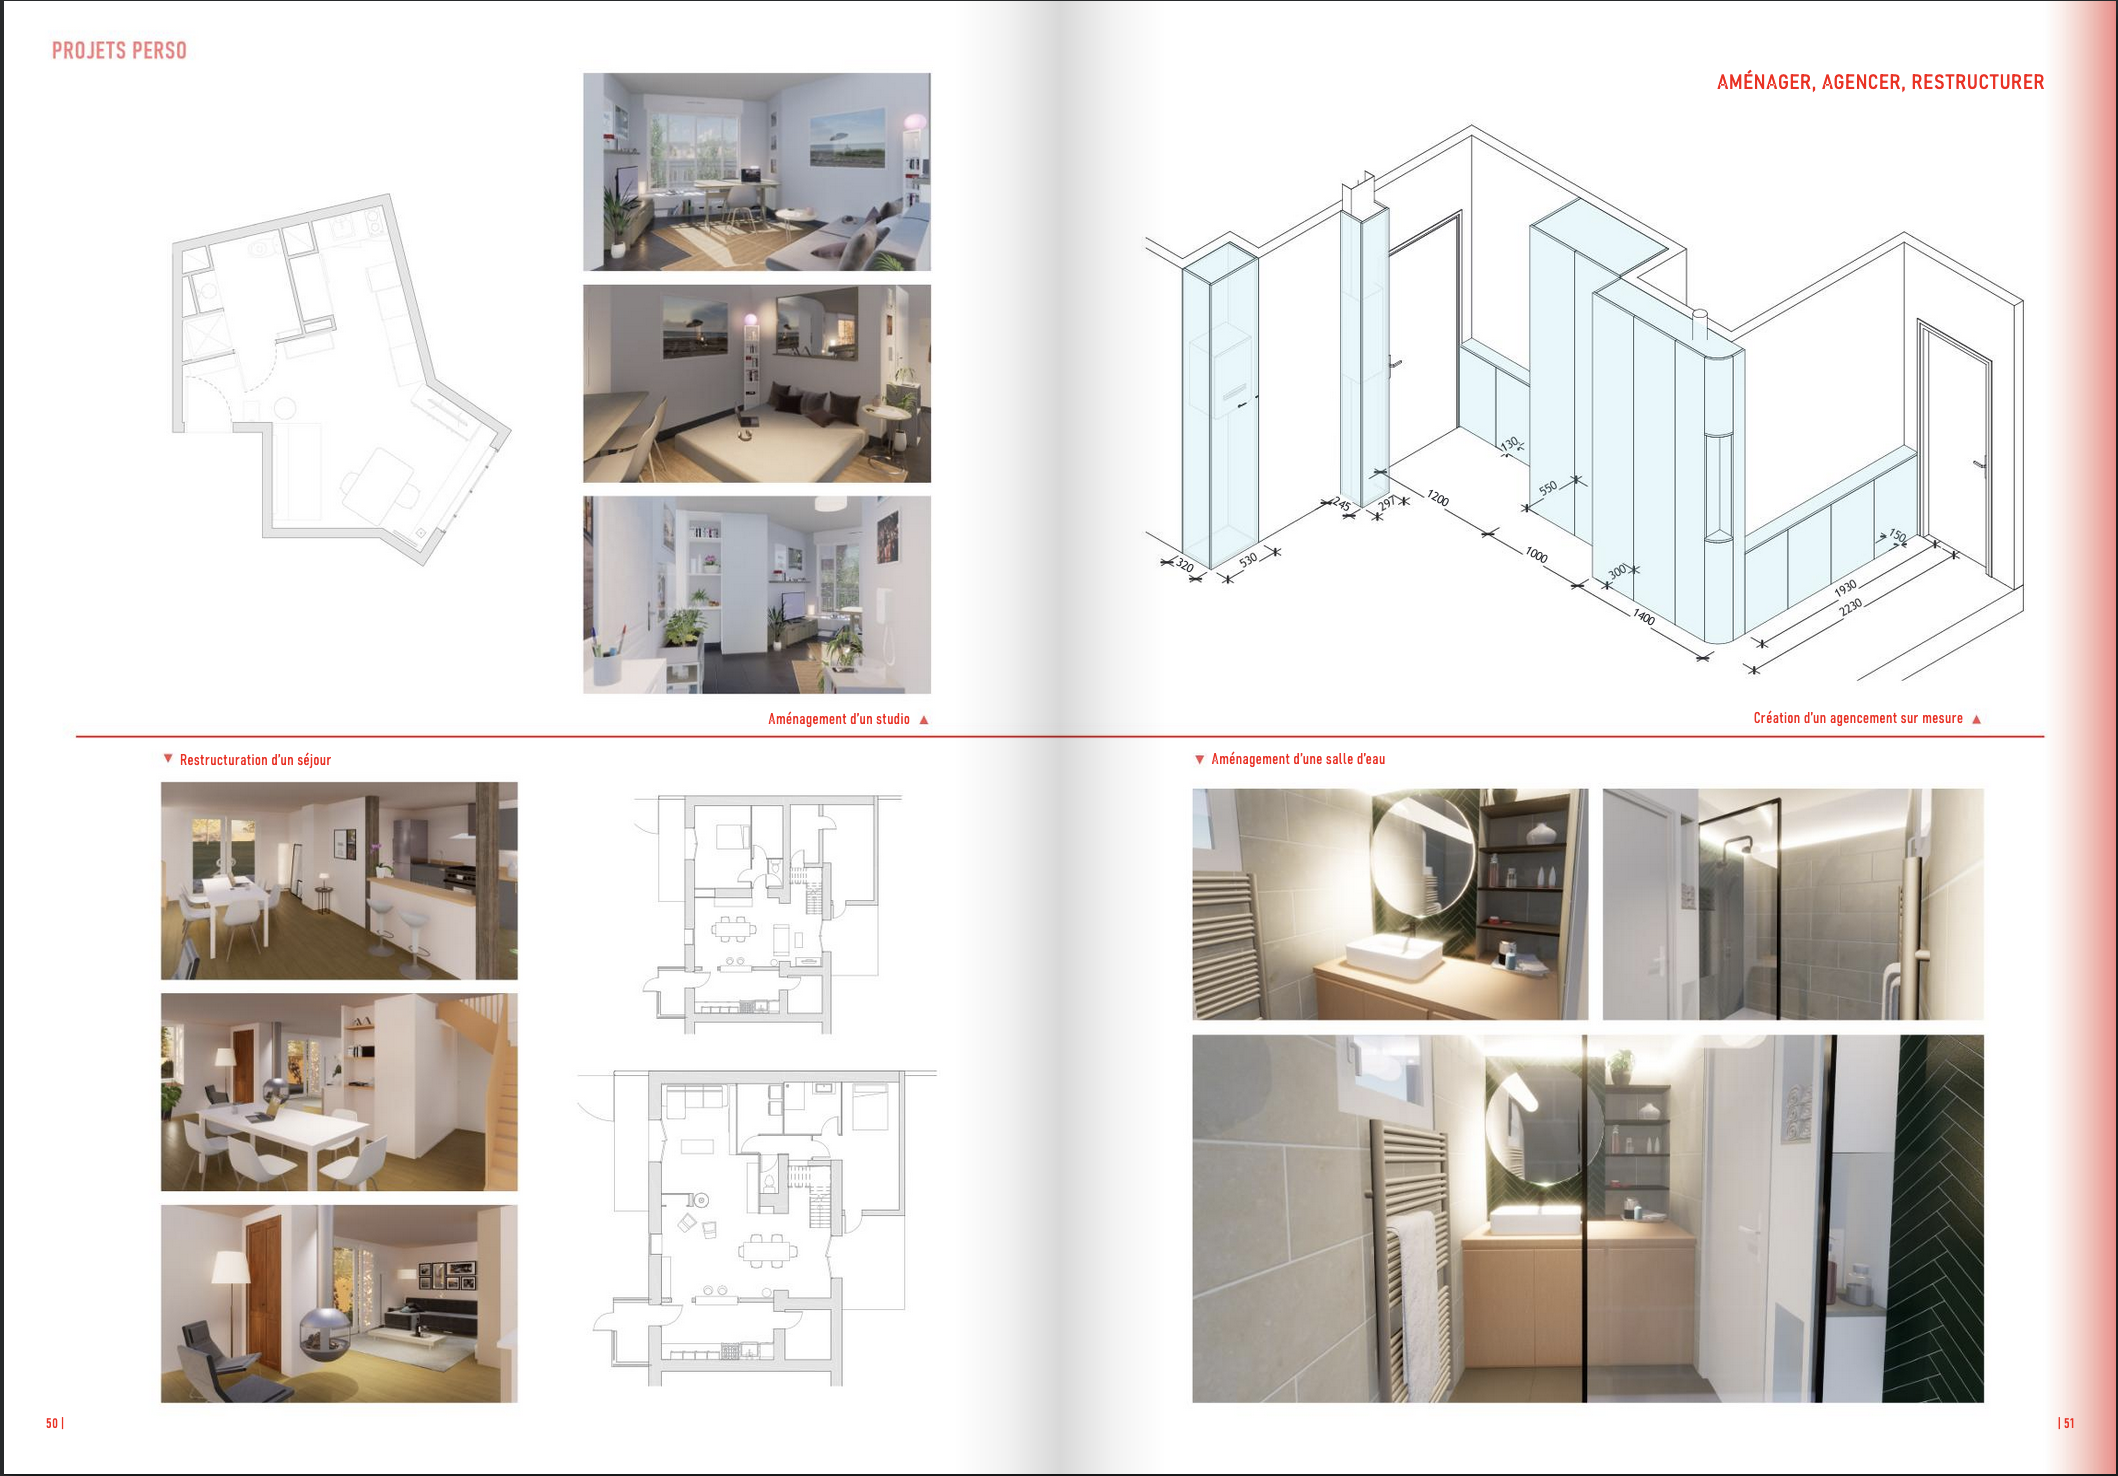 PROJETS PERSO
AMÉNAGER, AGENCER, RESTRUCTURER
130
550
1200
245
297
1000
530
320
300
1400
150
1930
2230
Aménagement d'un studio ▲
Création d'un agencement sur mesure ▲
▼ Restructuration d'un séjour
▼ Aménagement d'une salle d'eau
50 |
| 51